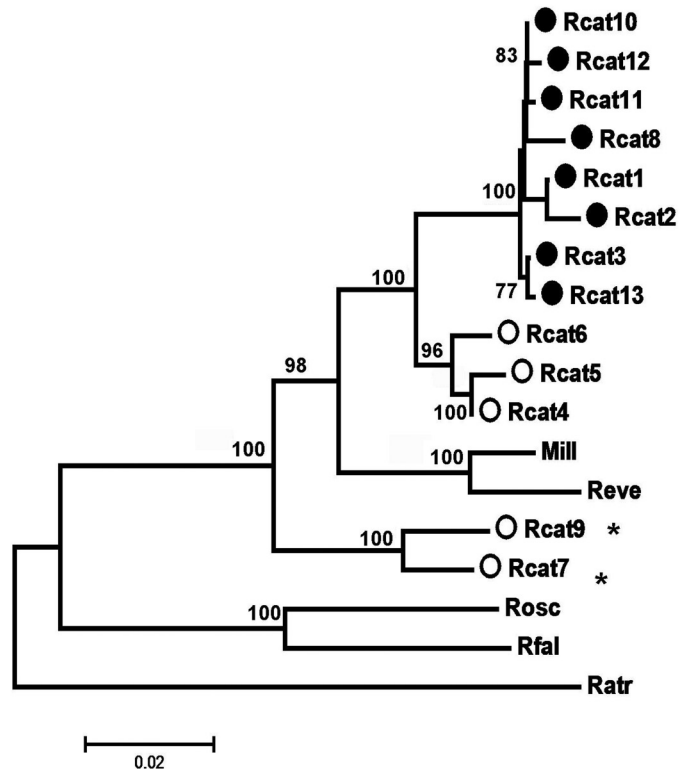 Rcat10
83
Rcat12
Rcat11
Rcat8
Rcat1
100
Rcat2
Rcat3
100
77
Rcat13
Rcat6
96
Rcat5
98
100
Rcat4
100
100
Mill
Reve
Rcat9 *
100
Rcat7 *
100
Rosc
Rfal
Ratr
0.02